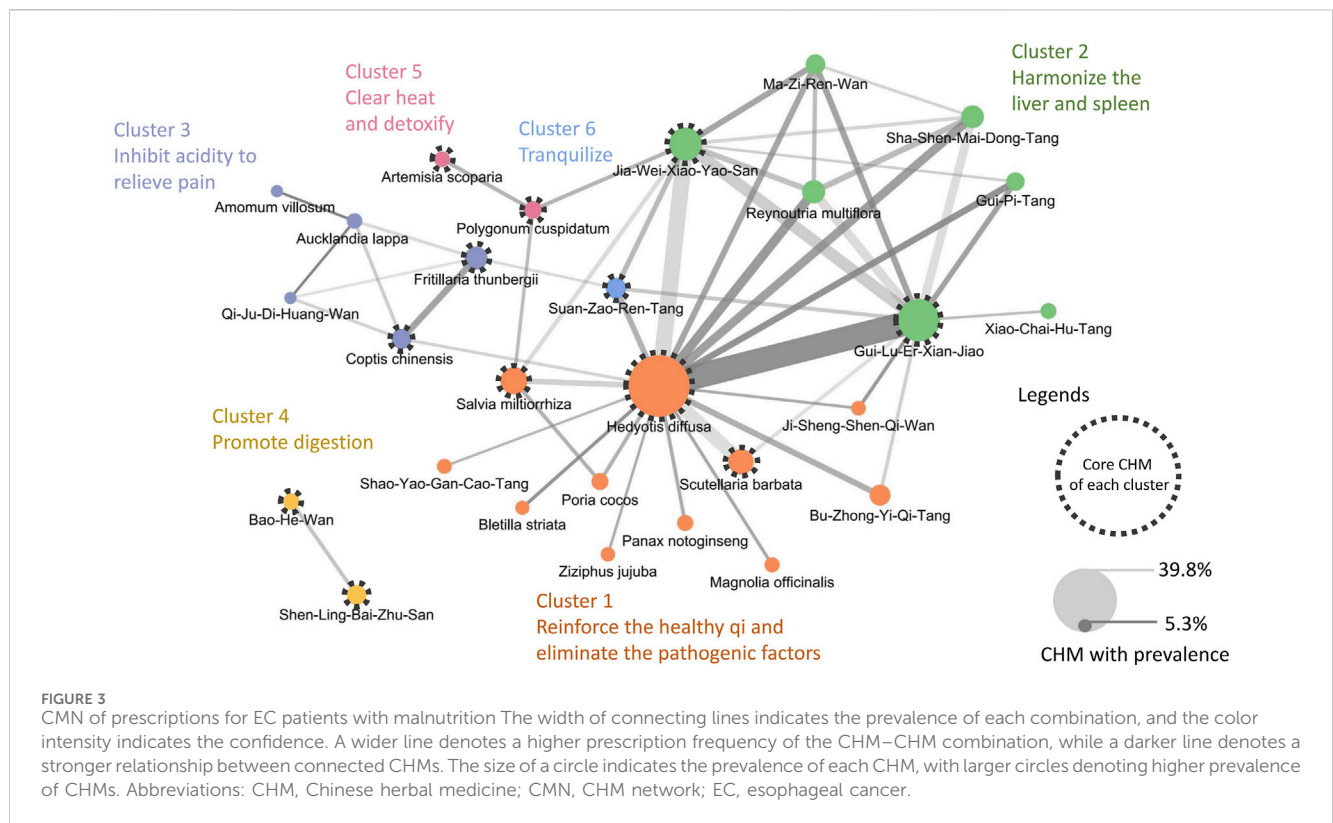 Cluster 5
Clear heat
and detoxify
Cluster 3
Inhibit acidity to
relieve pain
Cluster 6
Tranquilize
Cluster 2
Harmonize the
liver and spleen
Ma-Zi-Ren-Wan
Sha-Shen-Mai-Dong-Tang
Jia-Wei-Xiao-Yao-San
Artemisia scoparia
Gui-Pi-Tang
Reynoutria multiflora
Amomum villosum
Polygonum cuspidatum
Aucklandia lappa
Fritillaria thunbergii
Suan-Zao-Ren-Tang
Qi-Ju-Di-Huang-Wan
Xiao-Chai-Hu-Tang
Gui-Lu-Er-Xian-Jiao
Coptis chinensis
Salvia miltiorrhiza
Hedyotis diffusa
Ji-Sheng-Shen-Qi-Wan
Cluster 4
Promote digestion
Shao-Yao-Gan-Cao-Tang
Poria cocos
Scutellaria barbata
Bu-Zhong-Yi-Qi-Tang
Bletilla striata
Panax notoginseng
Bao-He-Wan
Ziziphus jujuba
Magnolia officinalis
Shen-Ling-Bai-Zhu-San
Cluster 1
Reinforce the healthy qi and
eliminate the pathogenic factors
Legends
Core CHM
of each cluster
39.8%
5.3%
CHM with prevalence
FIGURE 3
CMN of prescriptions for EC patients with malnutrition The width of connecting lines indicates the prevalence of each combination, and the color
intensity indicates the confidence. A wider line denotes a higher prescription frequency of the CHM–CHM combination, while a darker line denotes a
stronger relationship between connected CHMs. The size of a circle indicates the prevalence of each CHM, with larger circles denoting higher prevalence
of CHMs. Abbreviations: CHM, Chinese herbal medicine; CMN, CHM network; EC, esophageal cancer.